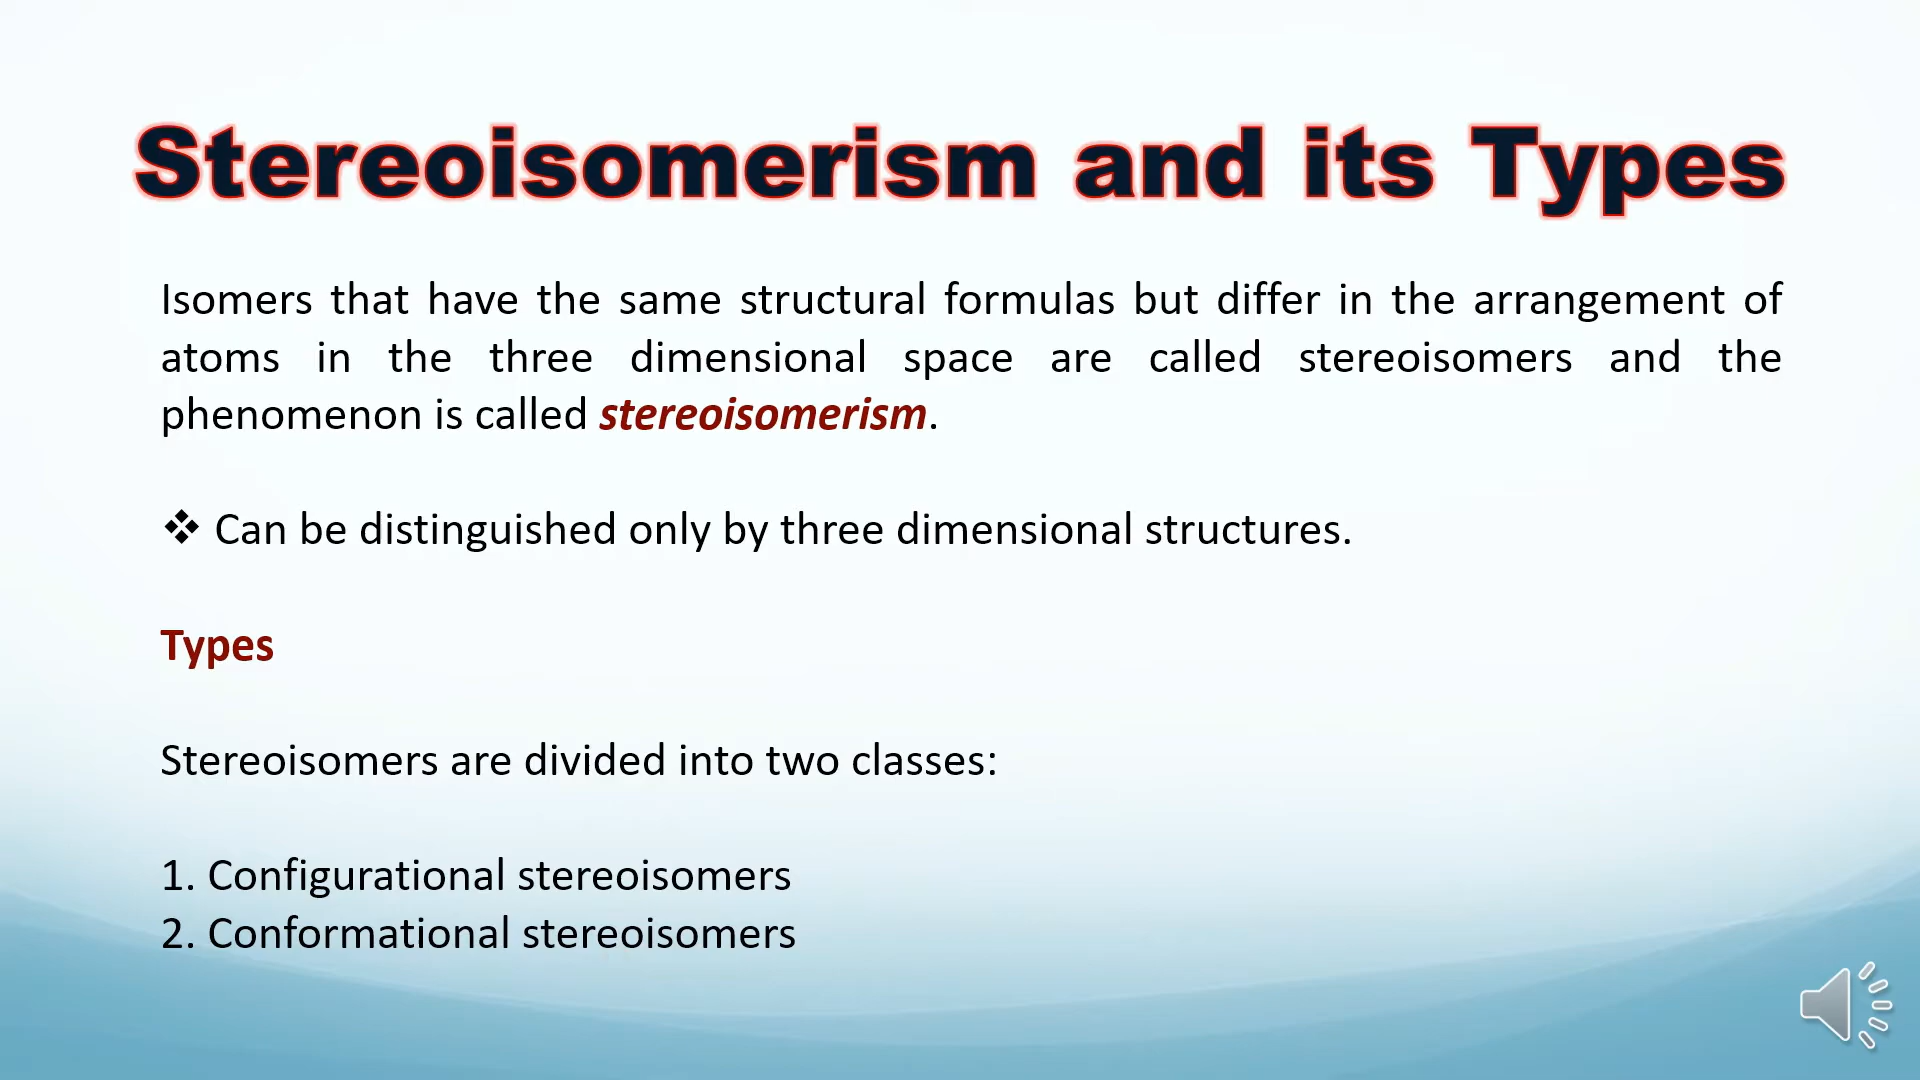 Stereoisomerism and its Types
Isomers that have the same structural formulas but differ in the arrangement of
atoms in the three dimensional space are called stereoisomers and the
phenomenon is called stereoisomerism.
❖ Can be distinguished only by three dimensional structures.
Types
Stereoisomers are divided into two classes:
1. Configurational stereoisomers
2. Conformational stereoisomers